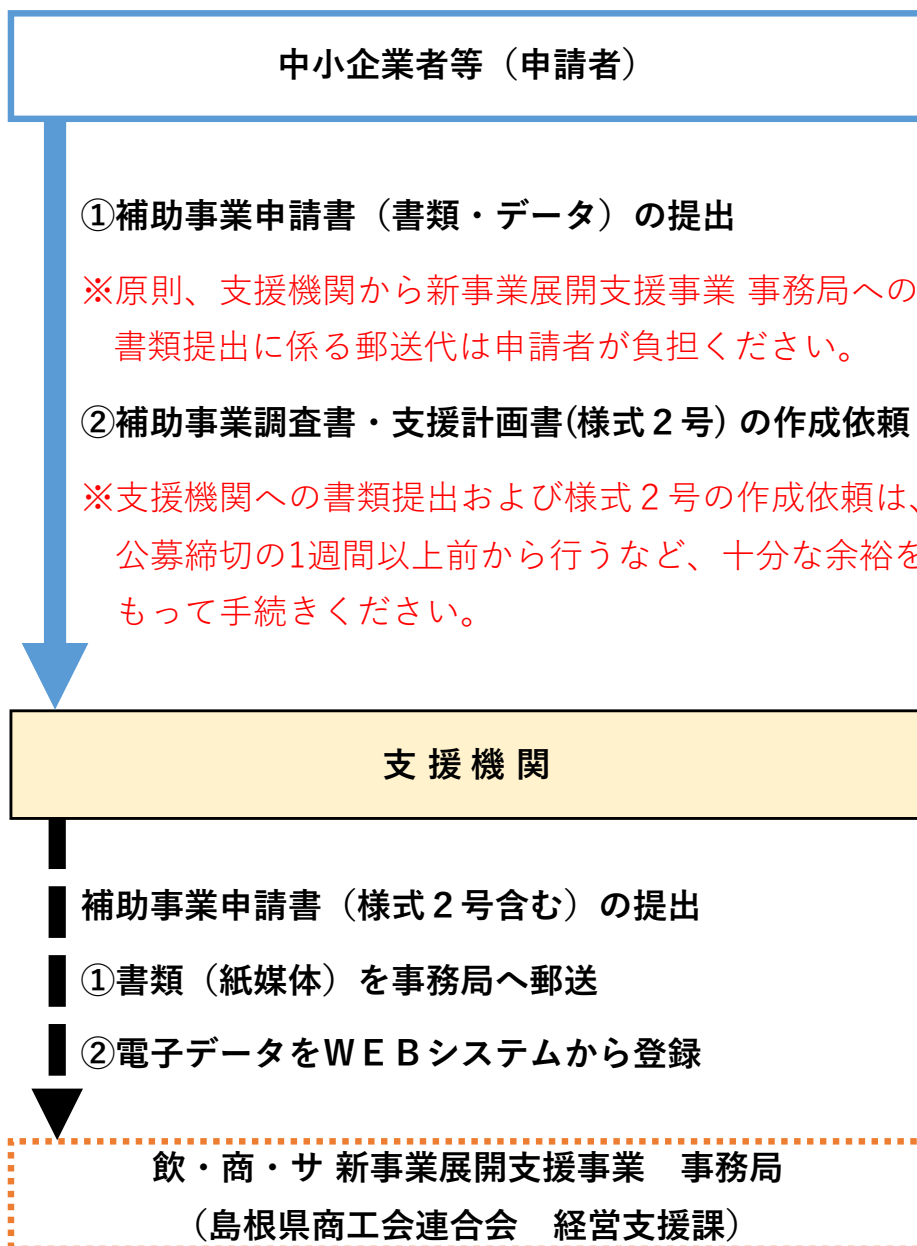 中小企業者等（申請者）
①補助事業申請書（書類・データ）の提出
※原則、支援機関から新事業展開支援事業 事務局への
書類提出に係る郵送代は申請者が負担ください。
②補助事業調査書・支援計画書(様式２号) の作成依頼
※支援機関への書類提出および様式２号の作成依頼は、
公募締切の1週間以上前から行うなど、十分な余裕を
もって手続きください。
支 援 機 関
補助事業申請書（様式２号含む）の提出
①書類（紙媒体）を事務局へ郵送
②電子データをＷＥＢシステムから登録
飲・商・サ 新事業展開支援事業　事務局
（島根県商工会連合会　経営支援課）